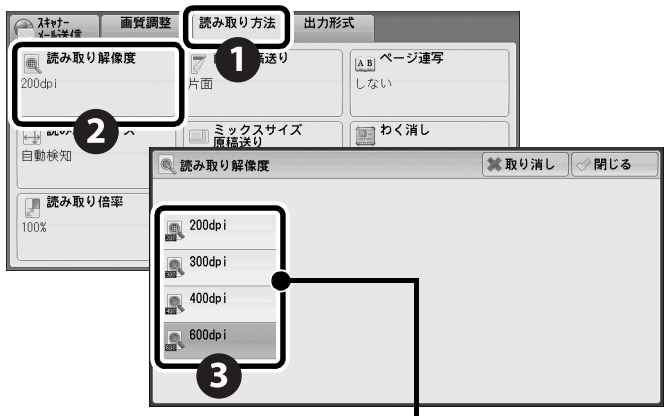 スキャナー
メール送信
画質調整
読み取り方法
出力形式
1
読み取り解像度
200dpi
2
送り
片面
ページ連写
しない
自動検知
ミックスサイズ
原稿送り
わく消し
読み取り倍率
100%
読み取り解像度
取り消し
閉じる
200dpi
300dpi
400dpi
600dpi
3